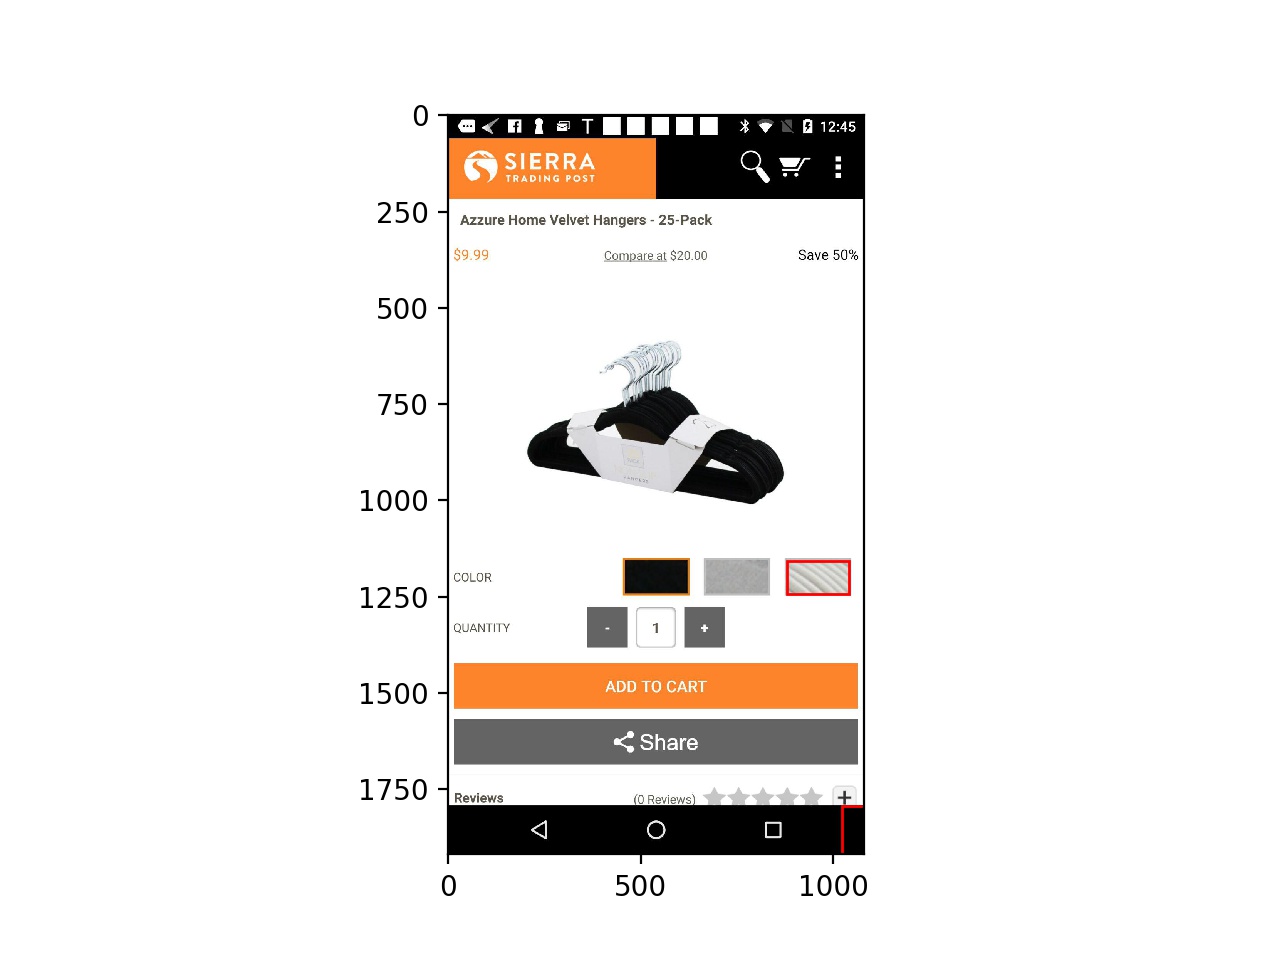 0
12:45
SIERRA
TRADING POST
250
Azzure Home Velvet Hangers - 25-Pack
$9.99 Compare at $20.00 Save 50%
500
750
1000
COLOR
1250
QUANTITY - 1 +
ADD TO CART
1500
Share
1750
Reviews (0 Reviews) +
0 500 1000